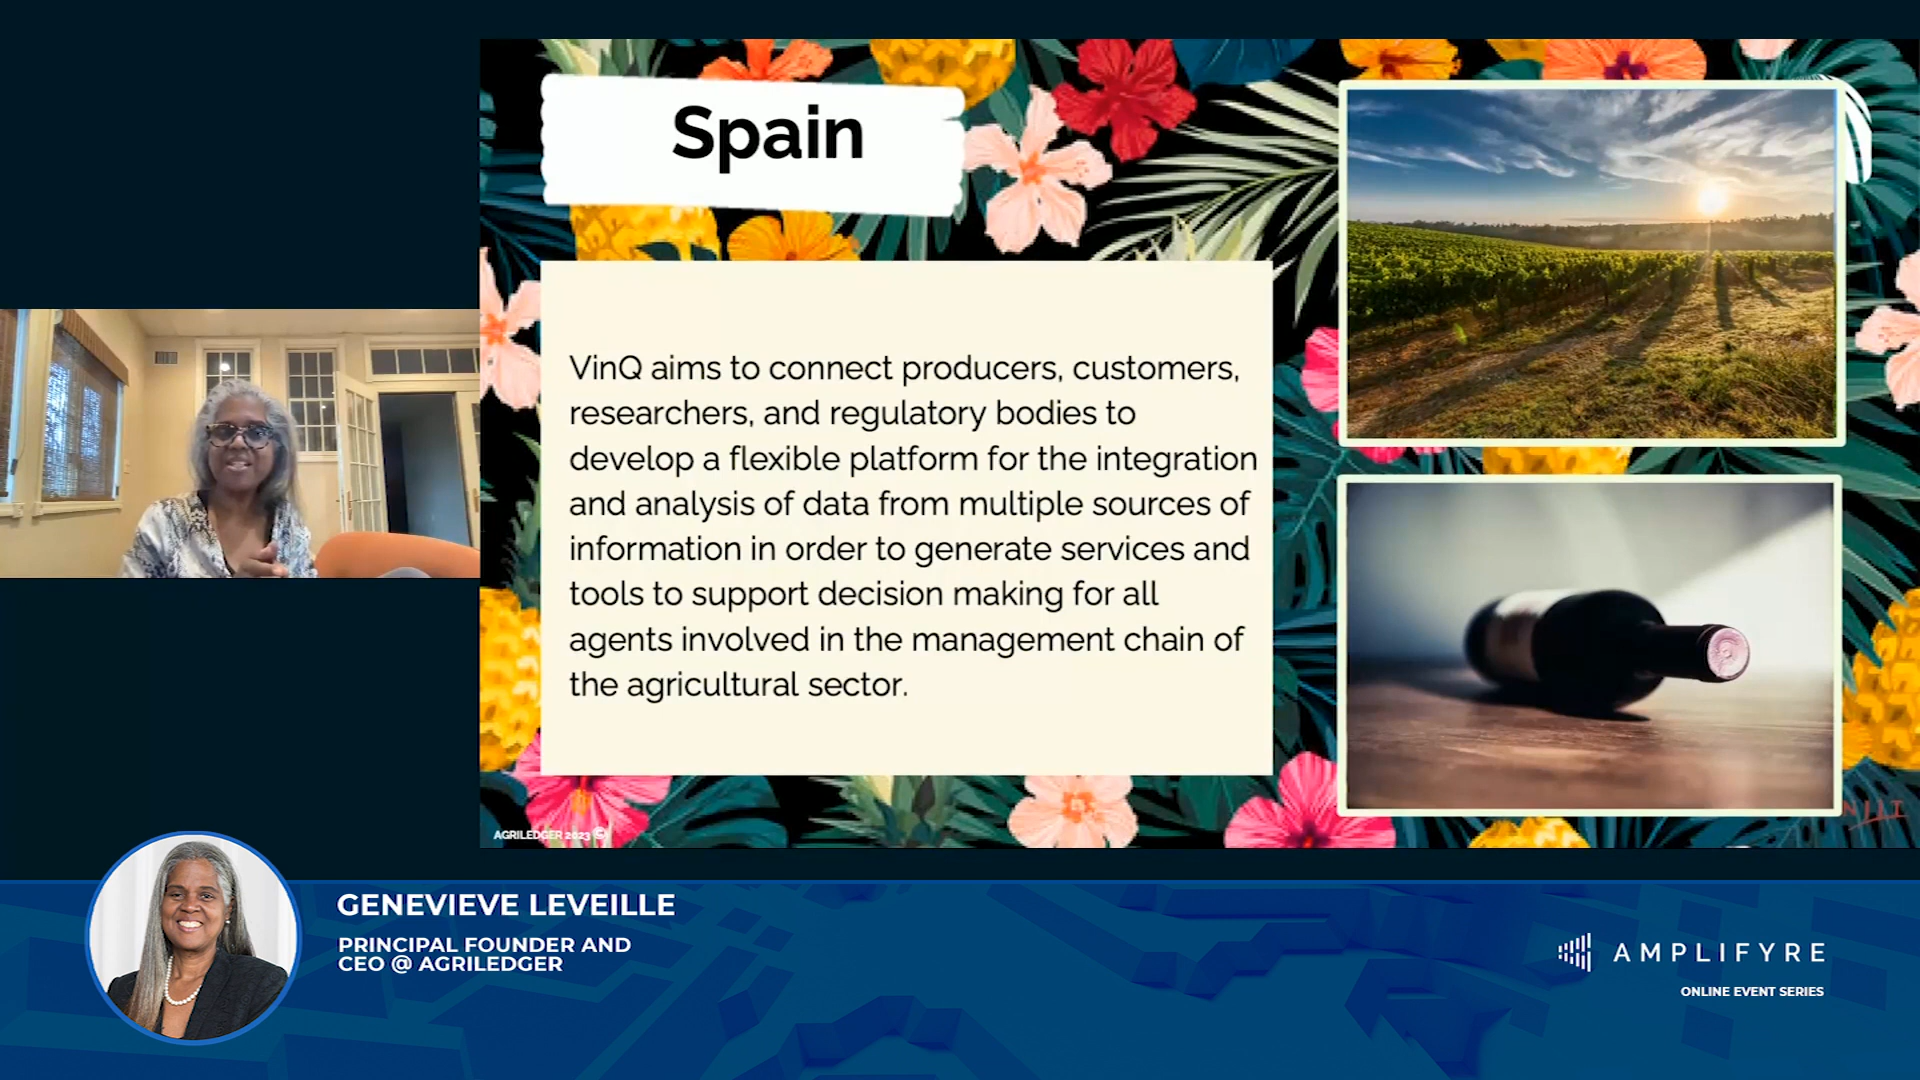 Spain
VinQ aims to connect producers, customers,
researchers, and regulatory bodies to
develop a flexible platform for the integration
and analysis of data from multiple sources of
information in order to generate services and
tools to support decision making for all
agents involved in the management chain of
the agricultural sector.
AGRILEDGER 2023 ©
GENEVIEVE LEVEILLE
PRINCIPAL FOUNDER AND
CEO @ AGRILEDGER
AMPLIFYRE
ONLINE EVENT SERIES